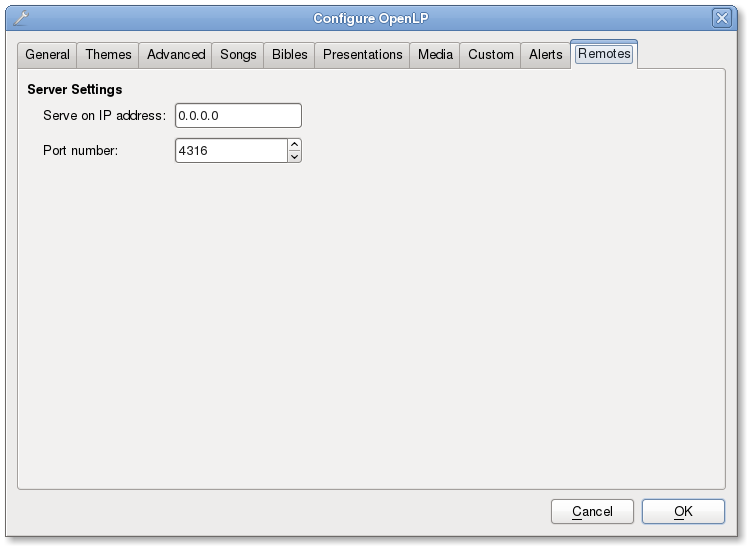 Configure OpenLP
General Themes Advanced Songs Bibles Presentations Media Custom Alerts Remotes
Server Settings
Serve on IP address: 0.0.0.0
Port number: 4316
Cancel OK